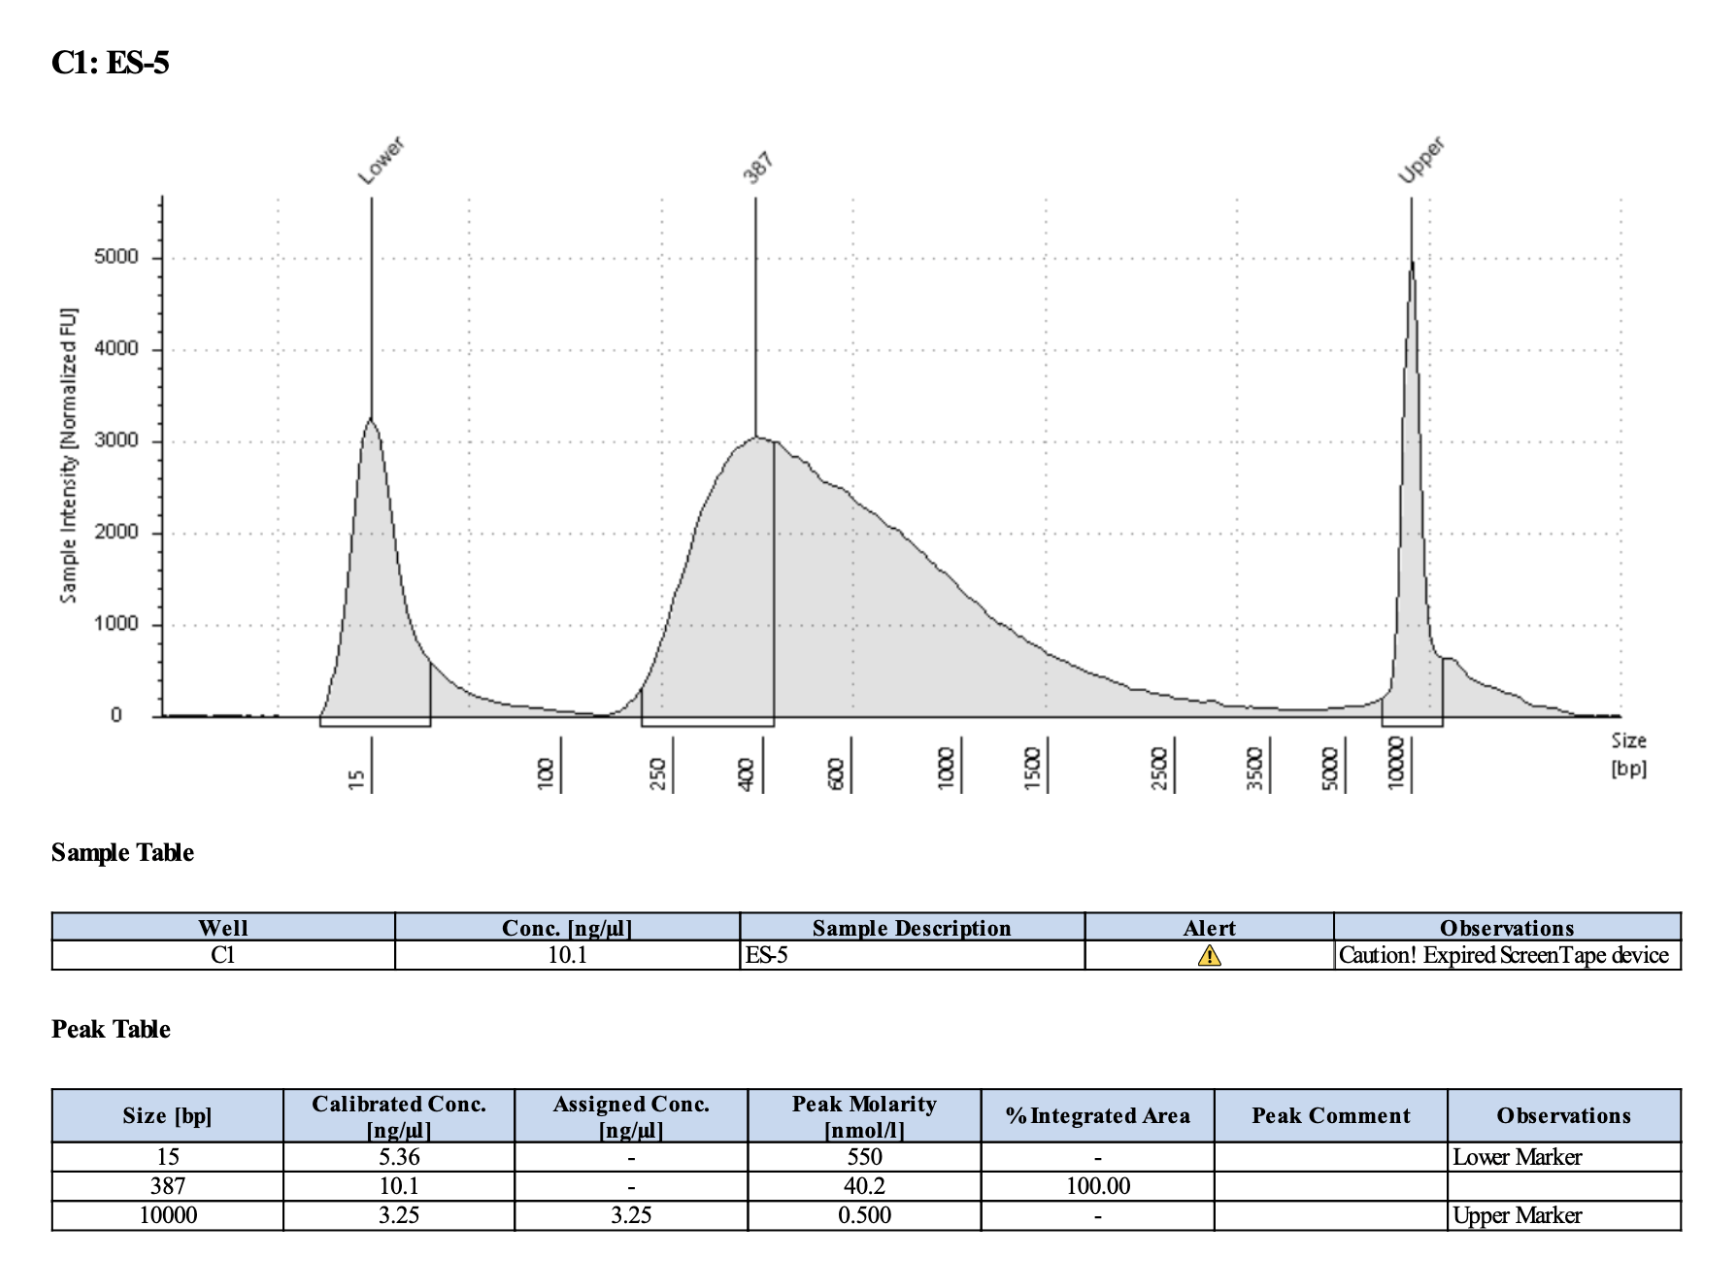 C1: ES-5
Lower
387
Upper
Sample Intensity [Normalized FU]
5000
4000
3000
2000
1000
0
15
100
250
400
600
1000
1500
2500
3500
5000
10000
Size
[bp]
Sample Table
Well Conc. [ng/µl] Sample Description Alert Observations
C1 10.1 ES-5 Caution! Expired ScreenTape device
Peak Table
Size [bp] Calibrated Conc. [ng/µl] Assigned Conc. [ng/µl] Peak Molarity [nmol/l] % Integrated Area Peak Comment Observations
15 5.36 - 550 - Lower Marker
387 10.1 - 40.2 100.00
10000 3.25 3.25 0.500 - Upper Marker